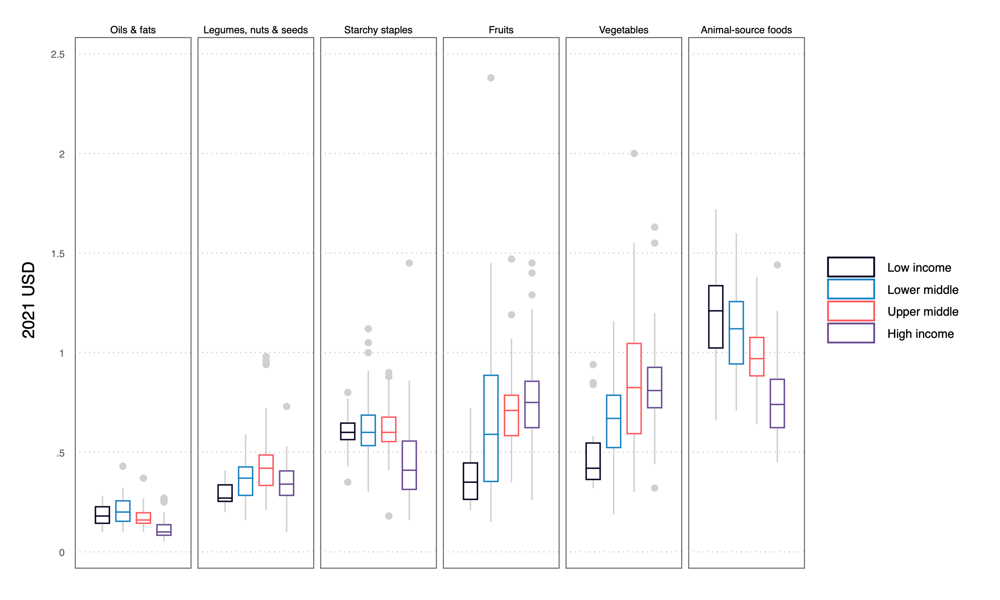 Oils & fats
Legumes, nuts & seeds
Starchy staples
Fruits
Vegetables
Animal-source foods
2.5
2
1.5
1
.5
0
2021 USD
Low income
Lower middle
Upper middle
High income